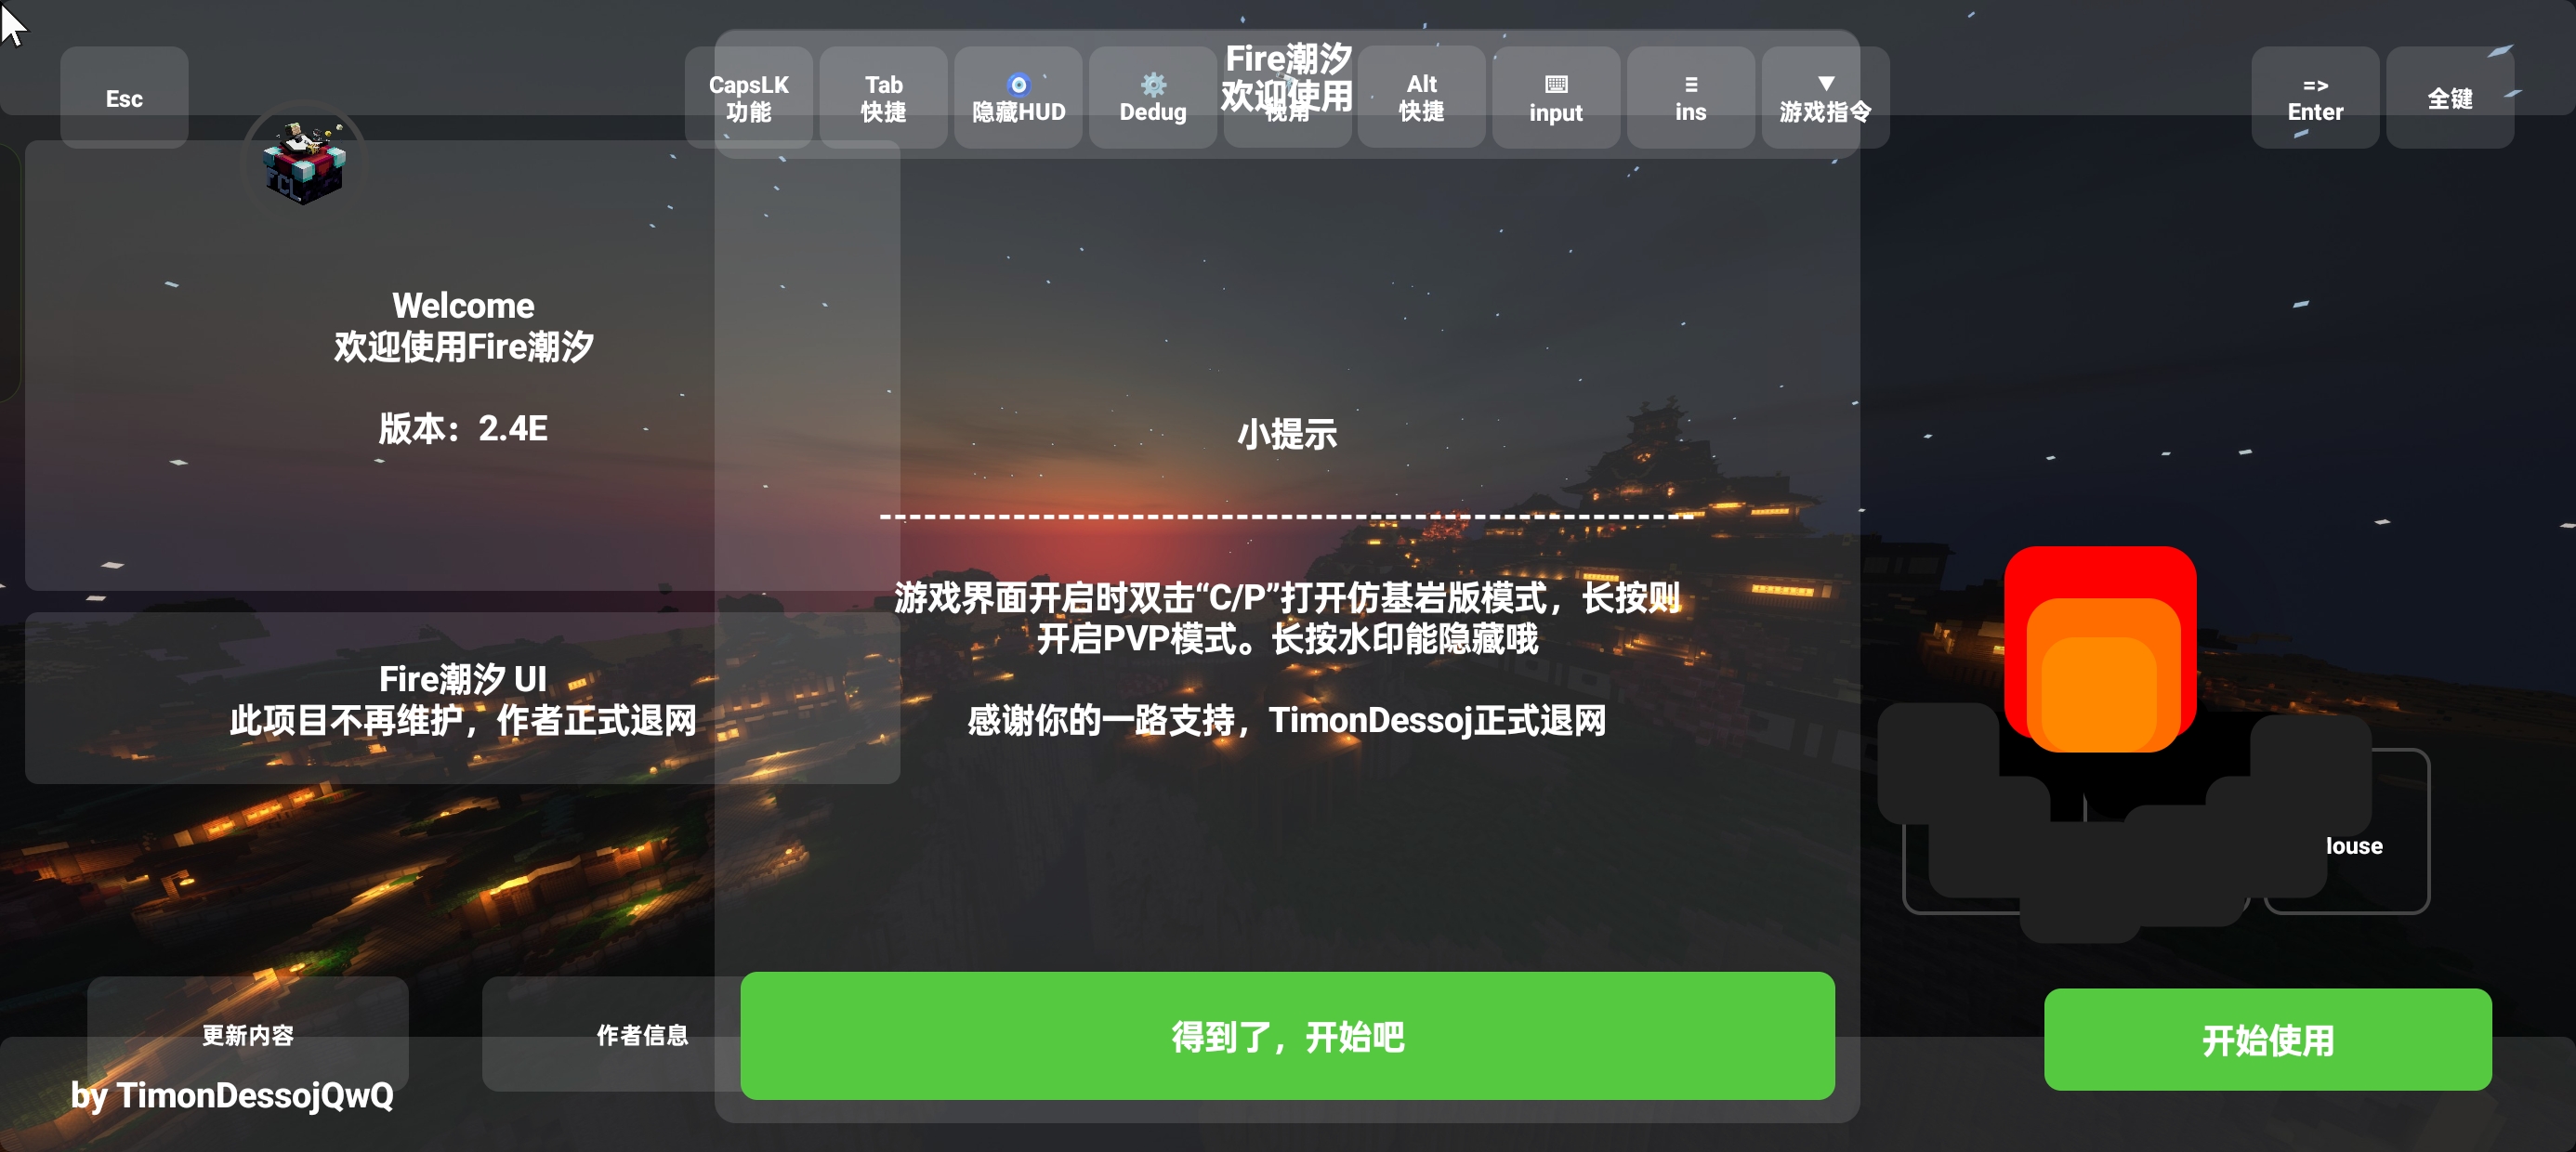 Fire潮汐
欢迎使用
Esc
CapsLK
功能
Tab
快捷
隐藏HUD
Dedug
视角
Alt
快捷
input
ins
▼
游戏指令
=>
Enter
全键
FCL
Welcome
欢迎使用Fire潮汐
版本：2.4E
小提示
-------------------------------------------------------
游戏界面开启时双击“C/P”打开仿基岩版模式，长按则
开启PVP模式。长按水印能隐藏哦
感谢你的一路支持，TimonDessoj正式退网
Fire潮汐 UI
此项目不再维护，作者正式退网
louse
更新内容
作者信息
得到了，开始吧
开始使用
by TimonDessojQwQ